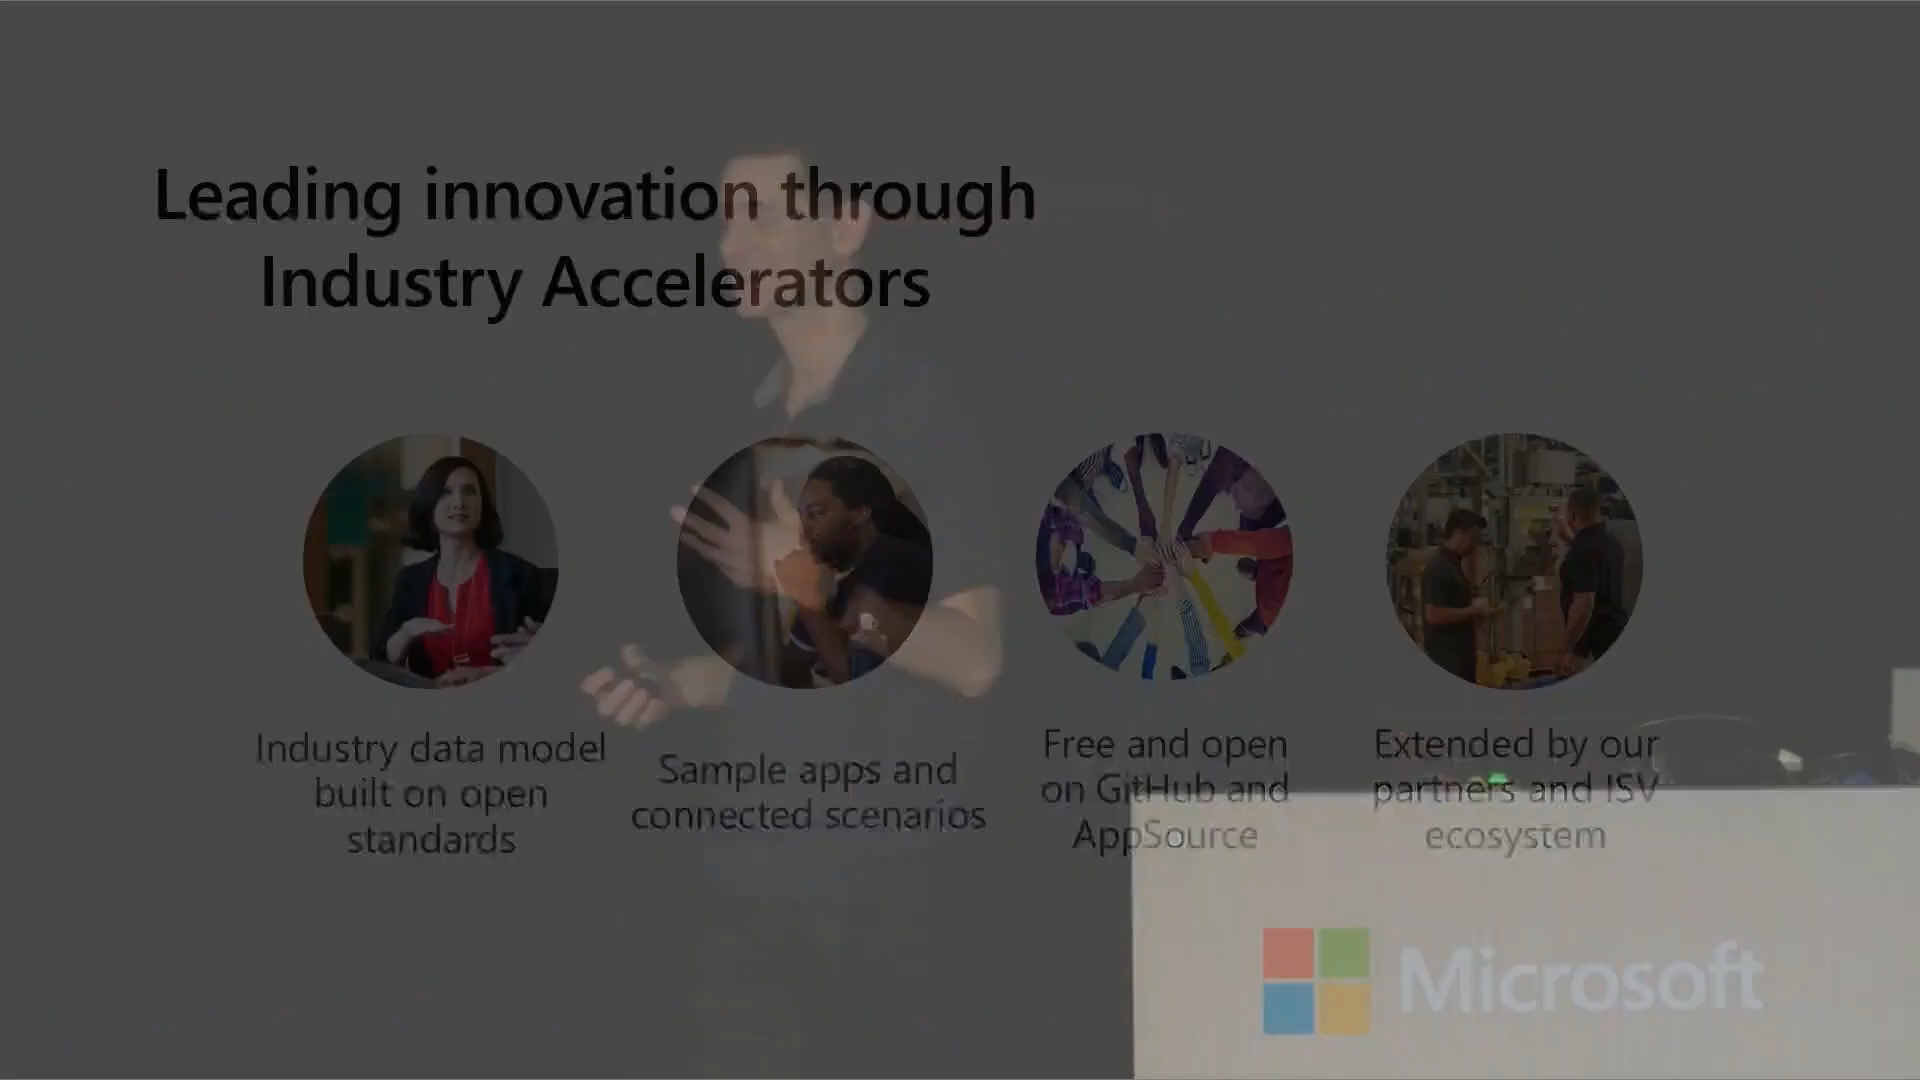 Leading innovation through
Industry Accelerators
Industry data model
built on open
standards
Sample apps and
connected scenarios
Free and open
on GitHub and
AppSource
Extended by our
partners and ISV
ecosystem
Microsoft